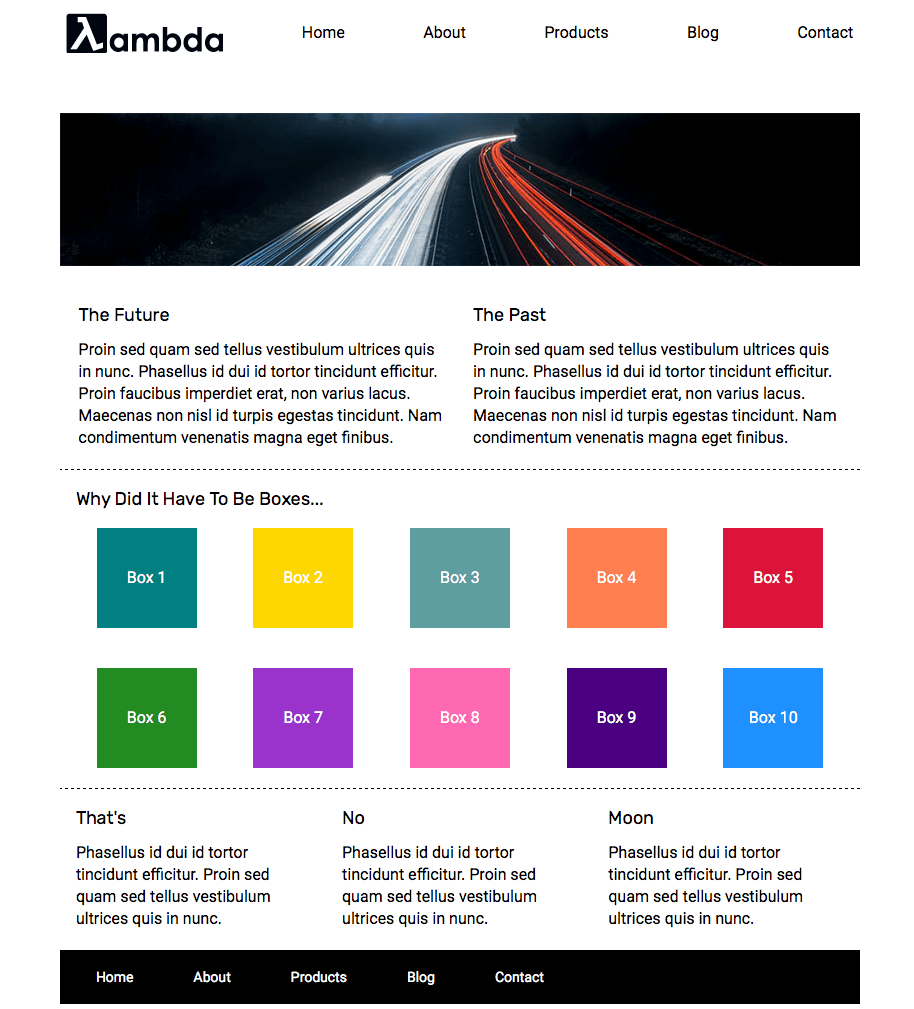 λambda
Home About Products Blog Contact
The Future
Proin sed quam sed tellus vestibulum ultrices quis
in nunc. Phasellus id dui id tortor tincidunt efficitur.
Proin faucibus imperdiet erat, non varius lacus.
Maecenas non nisl id turpis egestas tincidunt. Nam
condimentum venenatis magna eget finibus.
The Past
Proin sed quam sed tellus vestibulum ultrices quis
in nunc. Phasellus id dui id tortor tincidunt efficitur.
Proin faucibus imperdiet erat, non varius lacus.
Maecenas non nisl id turpis egestas tincidunt. Nam
condimentum venenatis magna eget finibus.
Why Did It Have To Be Boxes...
Box 1 Box 2 Box 3 Box 4 Box 5
Box 6 Box 7 Box 8 Box 9 Box 10
That's
Phasellus id dui id tortor
tincidunt efficitur. Proin sed
quam sed tellus vestibulum
ultrices quis in nunc.
No
Phasellus id dui id tortor
tincidunt efficitur. Proin sed
quam sed tellus vestibulum
ultrices quis in nunc.
Moon
Phasellus id dui id tortor
tincidunt efficitur. Proin sed
quam sed tellus vestibulum
ultrices quis in nunc.
Home About Products Blog Contact